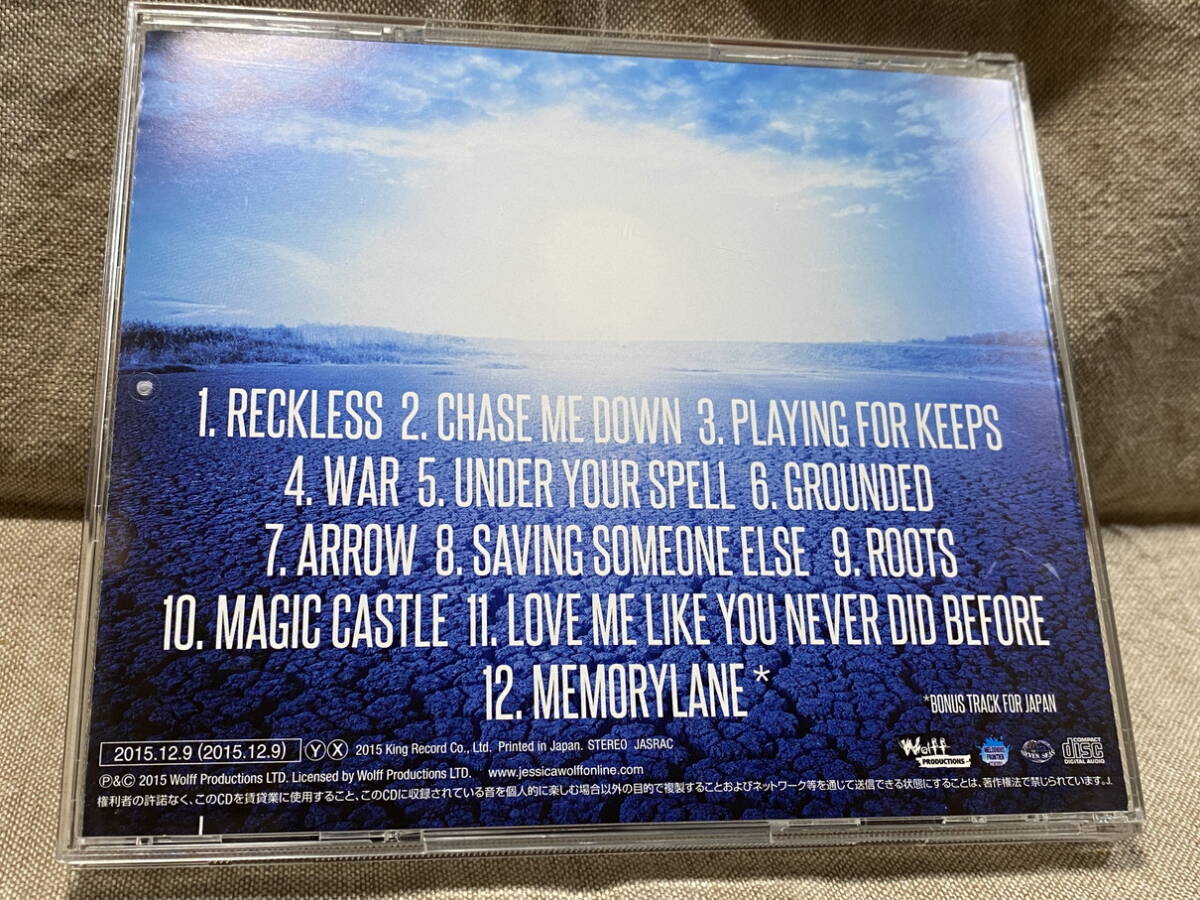 1. RECKLESS 2. CHASE ME DOWN 3. PLAYING FOR KEEPS
4. WAR 5. UNDER YOUR SPELL 6. GROUNDED
7. ARROW 8. SAVING SOMEONE ELSE 9. ROOTS
10. MAGIC CASTLE 11. LOVE ME LIKE YOU NEVER DID BEFORE
12. MEMORYLANE*
*BONUS TRACK FOR JAPAN
2015.12.9 (2015.12.9) Ⓨ Ⓧ 2015 King Record Co., Ltd. Printed in Japan. STEREO JASRAC
Ⓟ&© 2015 Wolff Productions LTD. Licensed by Wolff Productions LTD. www.jessicawolffonline.com
Wolff PRODUCTIONS
SEVEN SEAS
COMPACT disc DIGITAL AUDIO
権利者の許諾なく、このCDを賃貸業に使用すること、このCDに収録されている音を個人的に楽しむ場合以外の目的で複製することおよびネットワーク等を通じて送信できる状態にすることは、著作権法で禁じられています。J